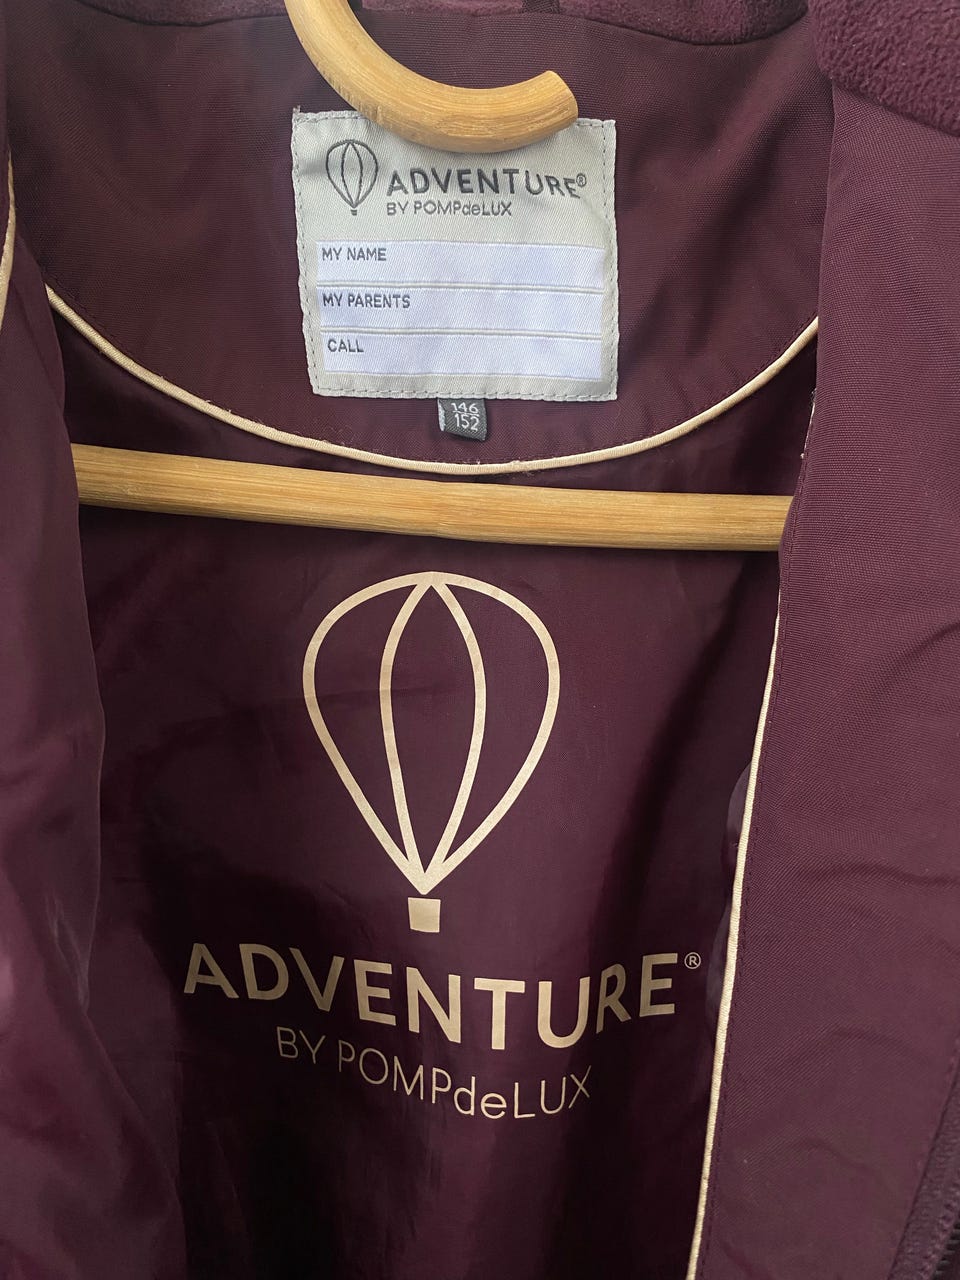 ADVENTURE®
BY POMPdeLUX
MY NAME
MY PARENTS
CALL
146
152
ADVENTURE®
BY POMPdeLUX